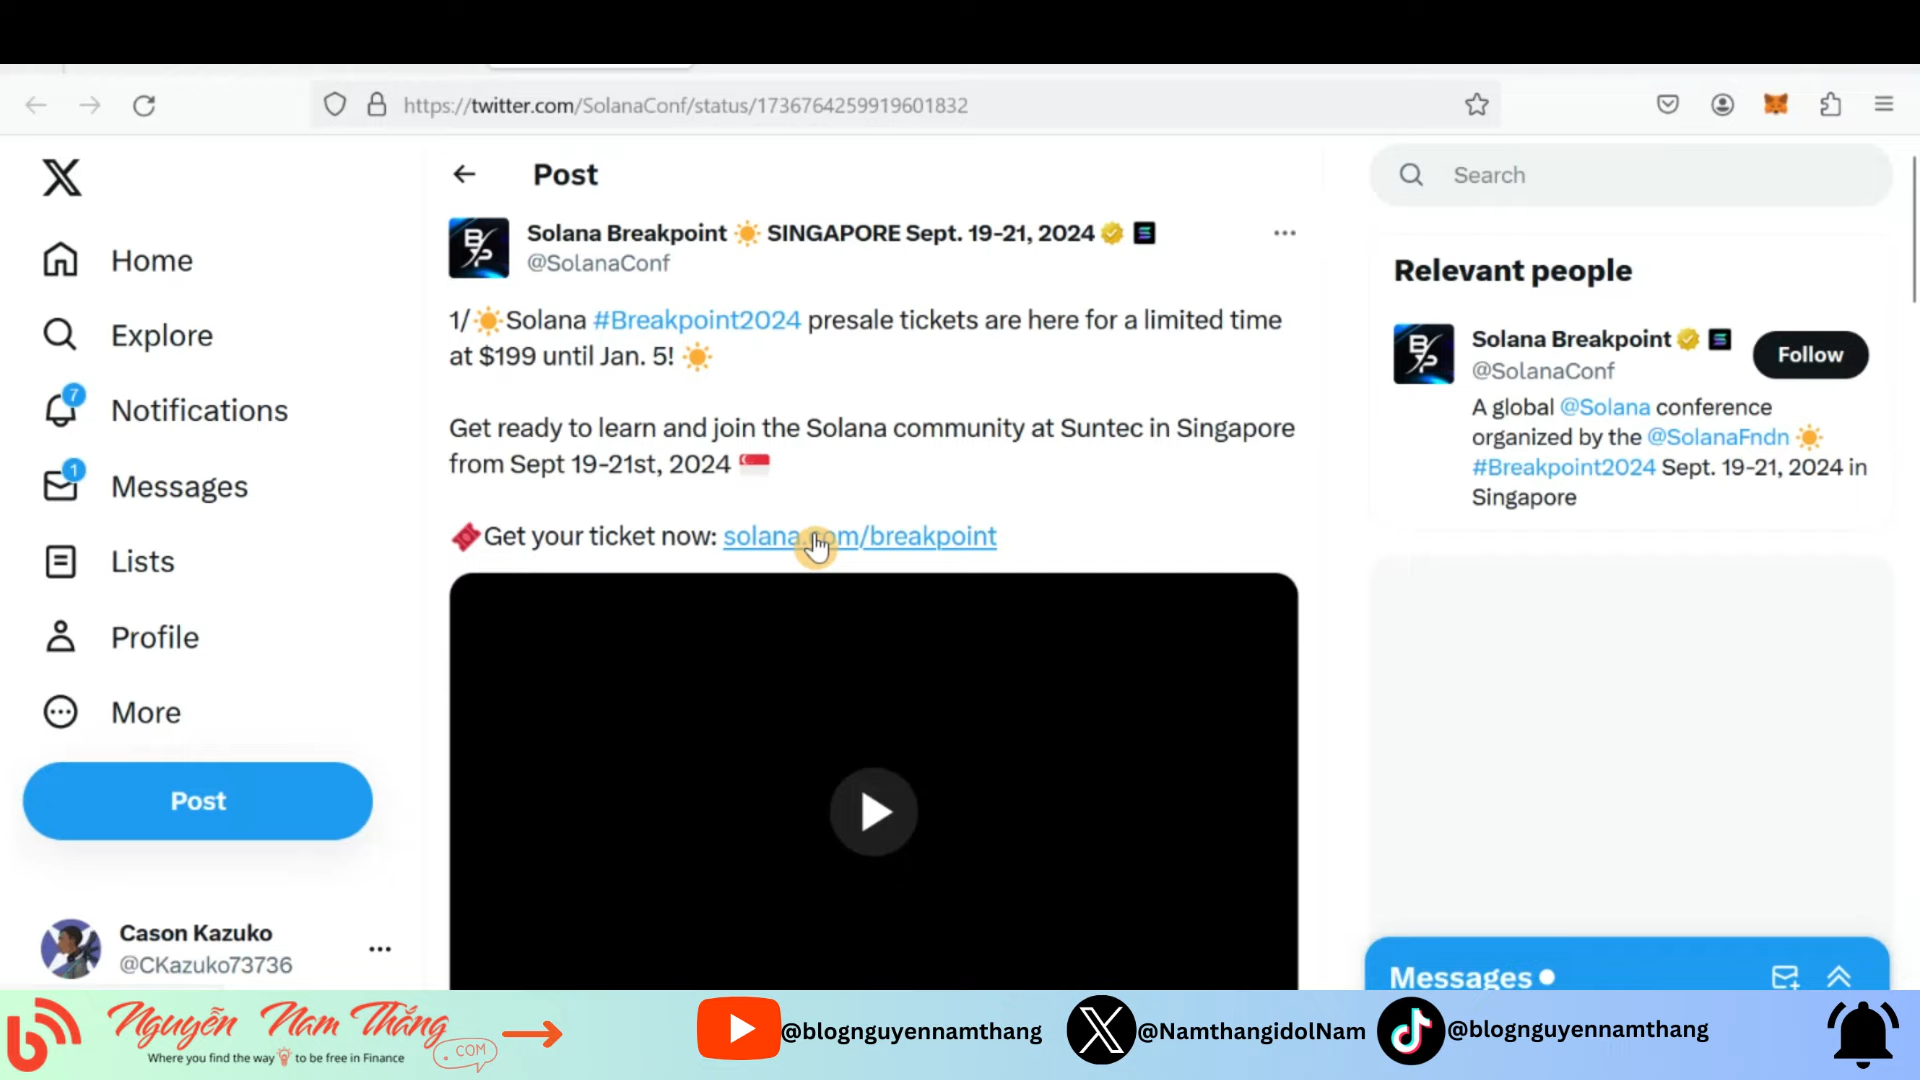 https://twitter.com/SolanaConf/status/1736764259919601832
Post
Search
Solana Breakpoint ☀️ SINGAPORE Sept. 19-21, 2024
@SolanaConf
Home
Explore
7
Notifications
1
Messages
Lists
Profile
More
Post
1/☀️Solana #Breakpoint2024 presale tickets are here for a limited time
at $199 until Jan. 5! ☀️
Get ready to learn and join the Solana community at Suntec in Singapore
from Sept 19-21st, 2024 🇸🇬
🎟️Get your ticket now: solana.com/breakpoint
Relevant people
Solana Breakpoint
@SolanaConf
Follow
A global @Solana conference
organized by the @SolanaFndn ☀️
#Breakpoint2024 Sept. 19-21, 2024 in
Singapore
Cason Kazuko
@CKazuko73736
Messages
Nguyễn Nam Thắng
.COM
Where you find the way to be free in Finance
@blognguyennamthang
@NamthangidolNam
@blognguyennamthang